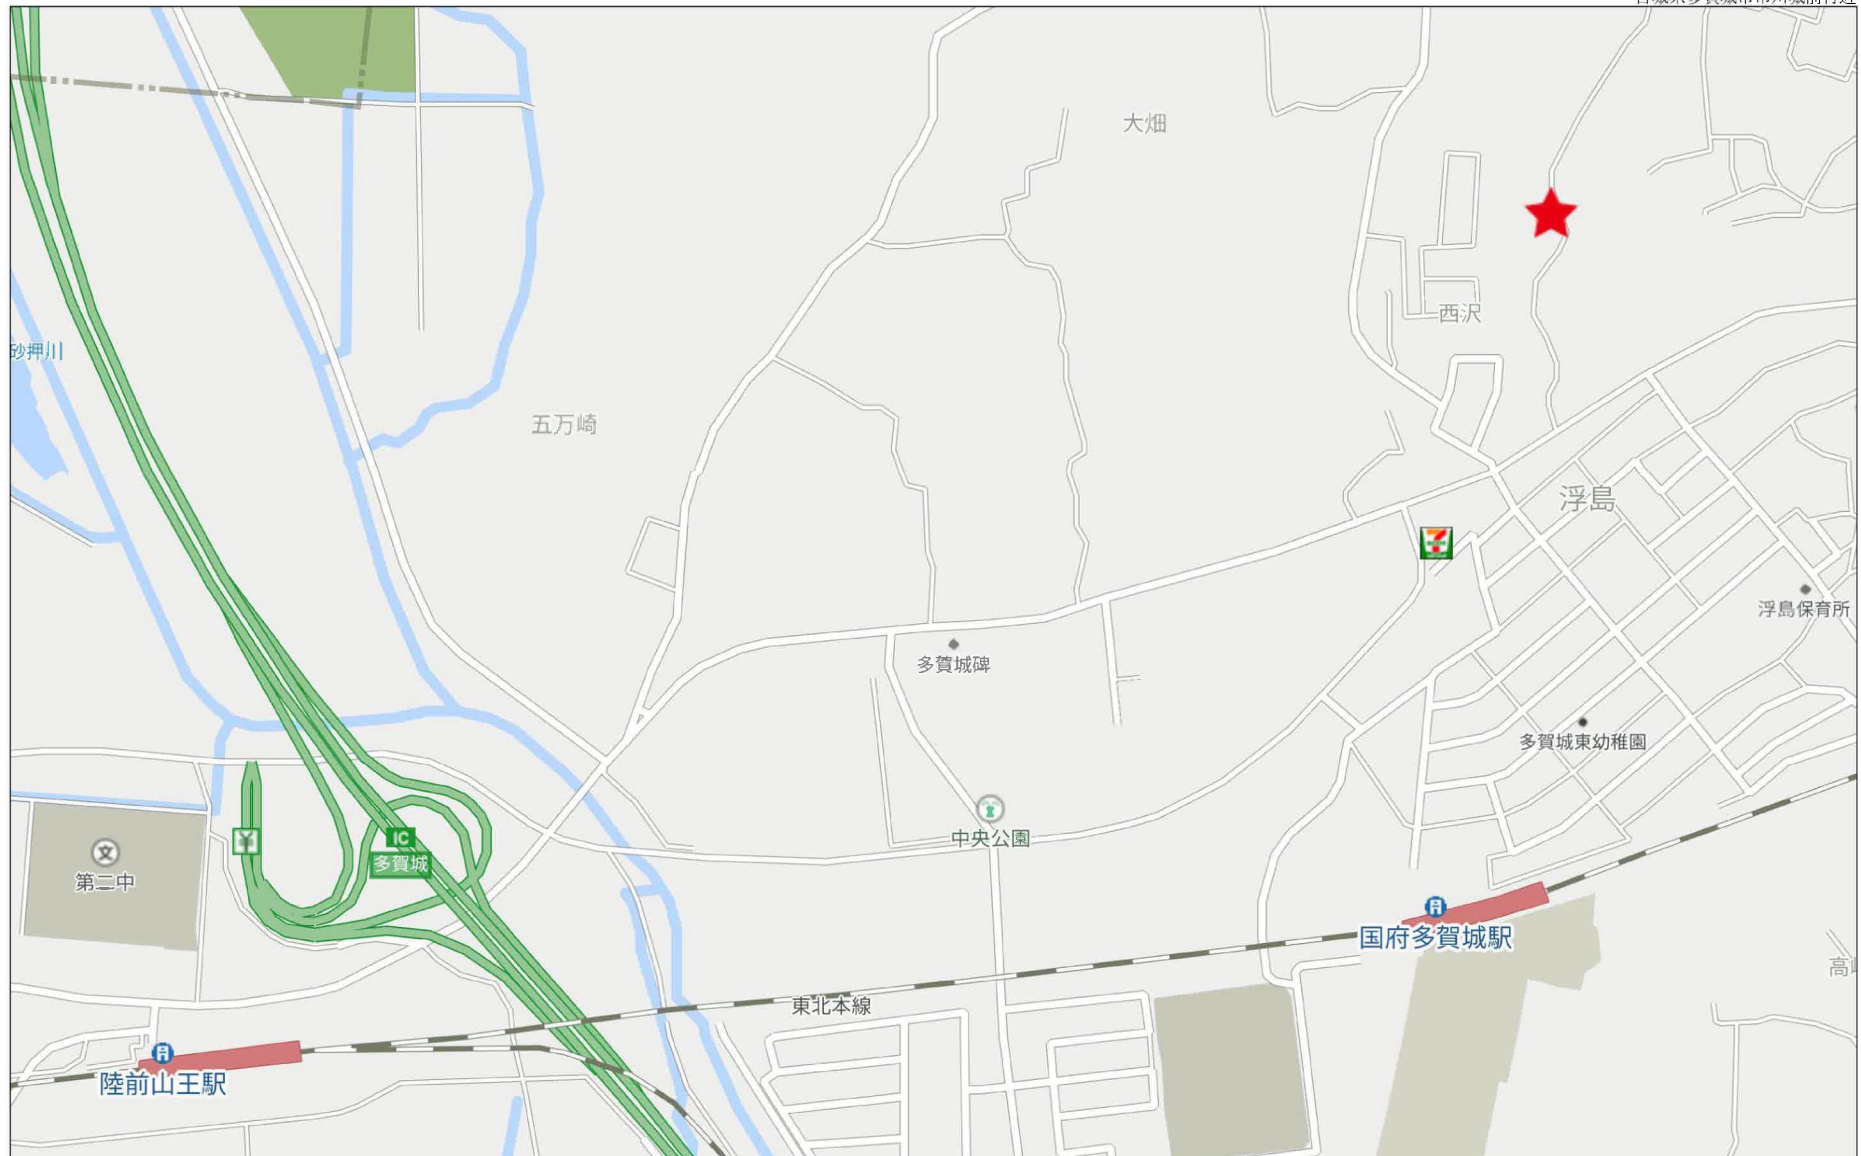 大畑
西沢
砂押川
五万崎
浮島
浮島保育所
多賀城碑
多賀城東幼稚園
中央公園
IC
多賀城
文
第二中
国府多賀城駅
東北本線
陸前山王駅